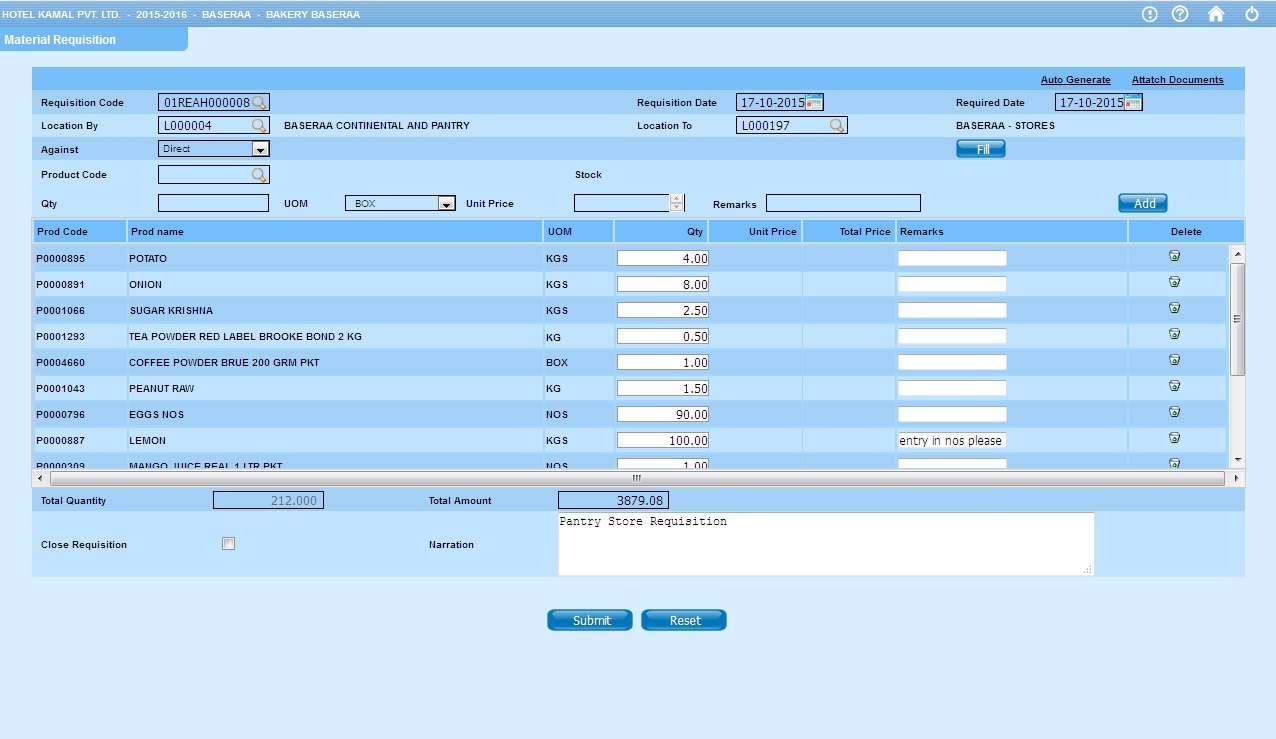 HOTEL KAMAL PVT. LTD. - 2015-2016 - BASERAA - BAKERY BASERAA
Material Requisition
Auto Generate Attatch Documents
Requisition Code 01REAH000008 Requisition Date 17-10-2015 Required Date 17-10-2015
Location By L000004 BASERAA CONTINENTAL AND PANTRY Location To L000197 BASERAA - STORES
Against Direct Fill
Product Code Stock
Qty UOM BOX Unit Price Remarks Add
Prod Code Prod name UOM Qty Unit Price Total Price Remarks Delete
P0000895 POTATO KGS 4.00
P0000891 ONION KGS 8.00
P0001066 SUGAR KRISHNA KGS 2.50
P0001293 TEA POWDER RED LABEL BROOKE BOND 2 KG KG 0.50
P0004660 COFFEE POWDER BRUE 200 GRM PKT BOX 1.00
P0001043 PEANUT RAW KG 1.50
P0000796 EGGS NOS NOS 90.00
P0000887 LEMON KGS 100.00 entry in nos please
P0000309 MANGO JUICE REAL 1 LTR PKT NOS 1.00
Total Quantity 212.000 Total Amount 3879.08
Close Requisition Narration Pantry Store Requisition
Submit Reset